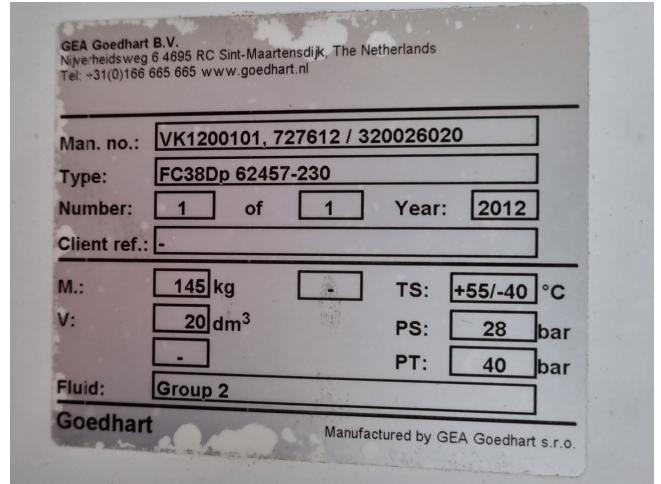 GEA Goedhart B.V.
Nijverheidsweg 6 4695 RC Sint-Maartensdijk, The Netherlands
Tel: +31(0)166 665 665 www.goedhart.nl
Man. no.: VK1200101, 727612 / 320026020
Type: FC38Dp 62457-230
Number: 1 of 1 Year: 2012
Client ref.: -
M.: 145 kg - TS: +55/-40 °C
V: 20 dm³ PS: 28 bar
- PT: 40 bar
Fluid: Group 2
Goedhart Manufactured by GEA Goedhart s.r.o.